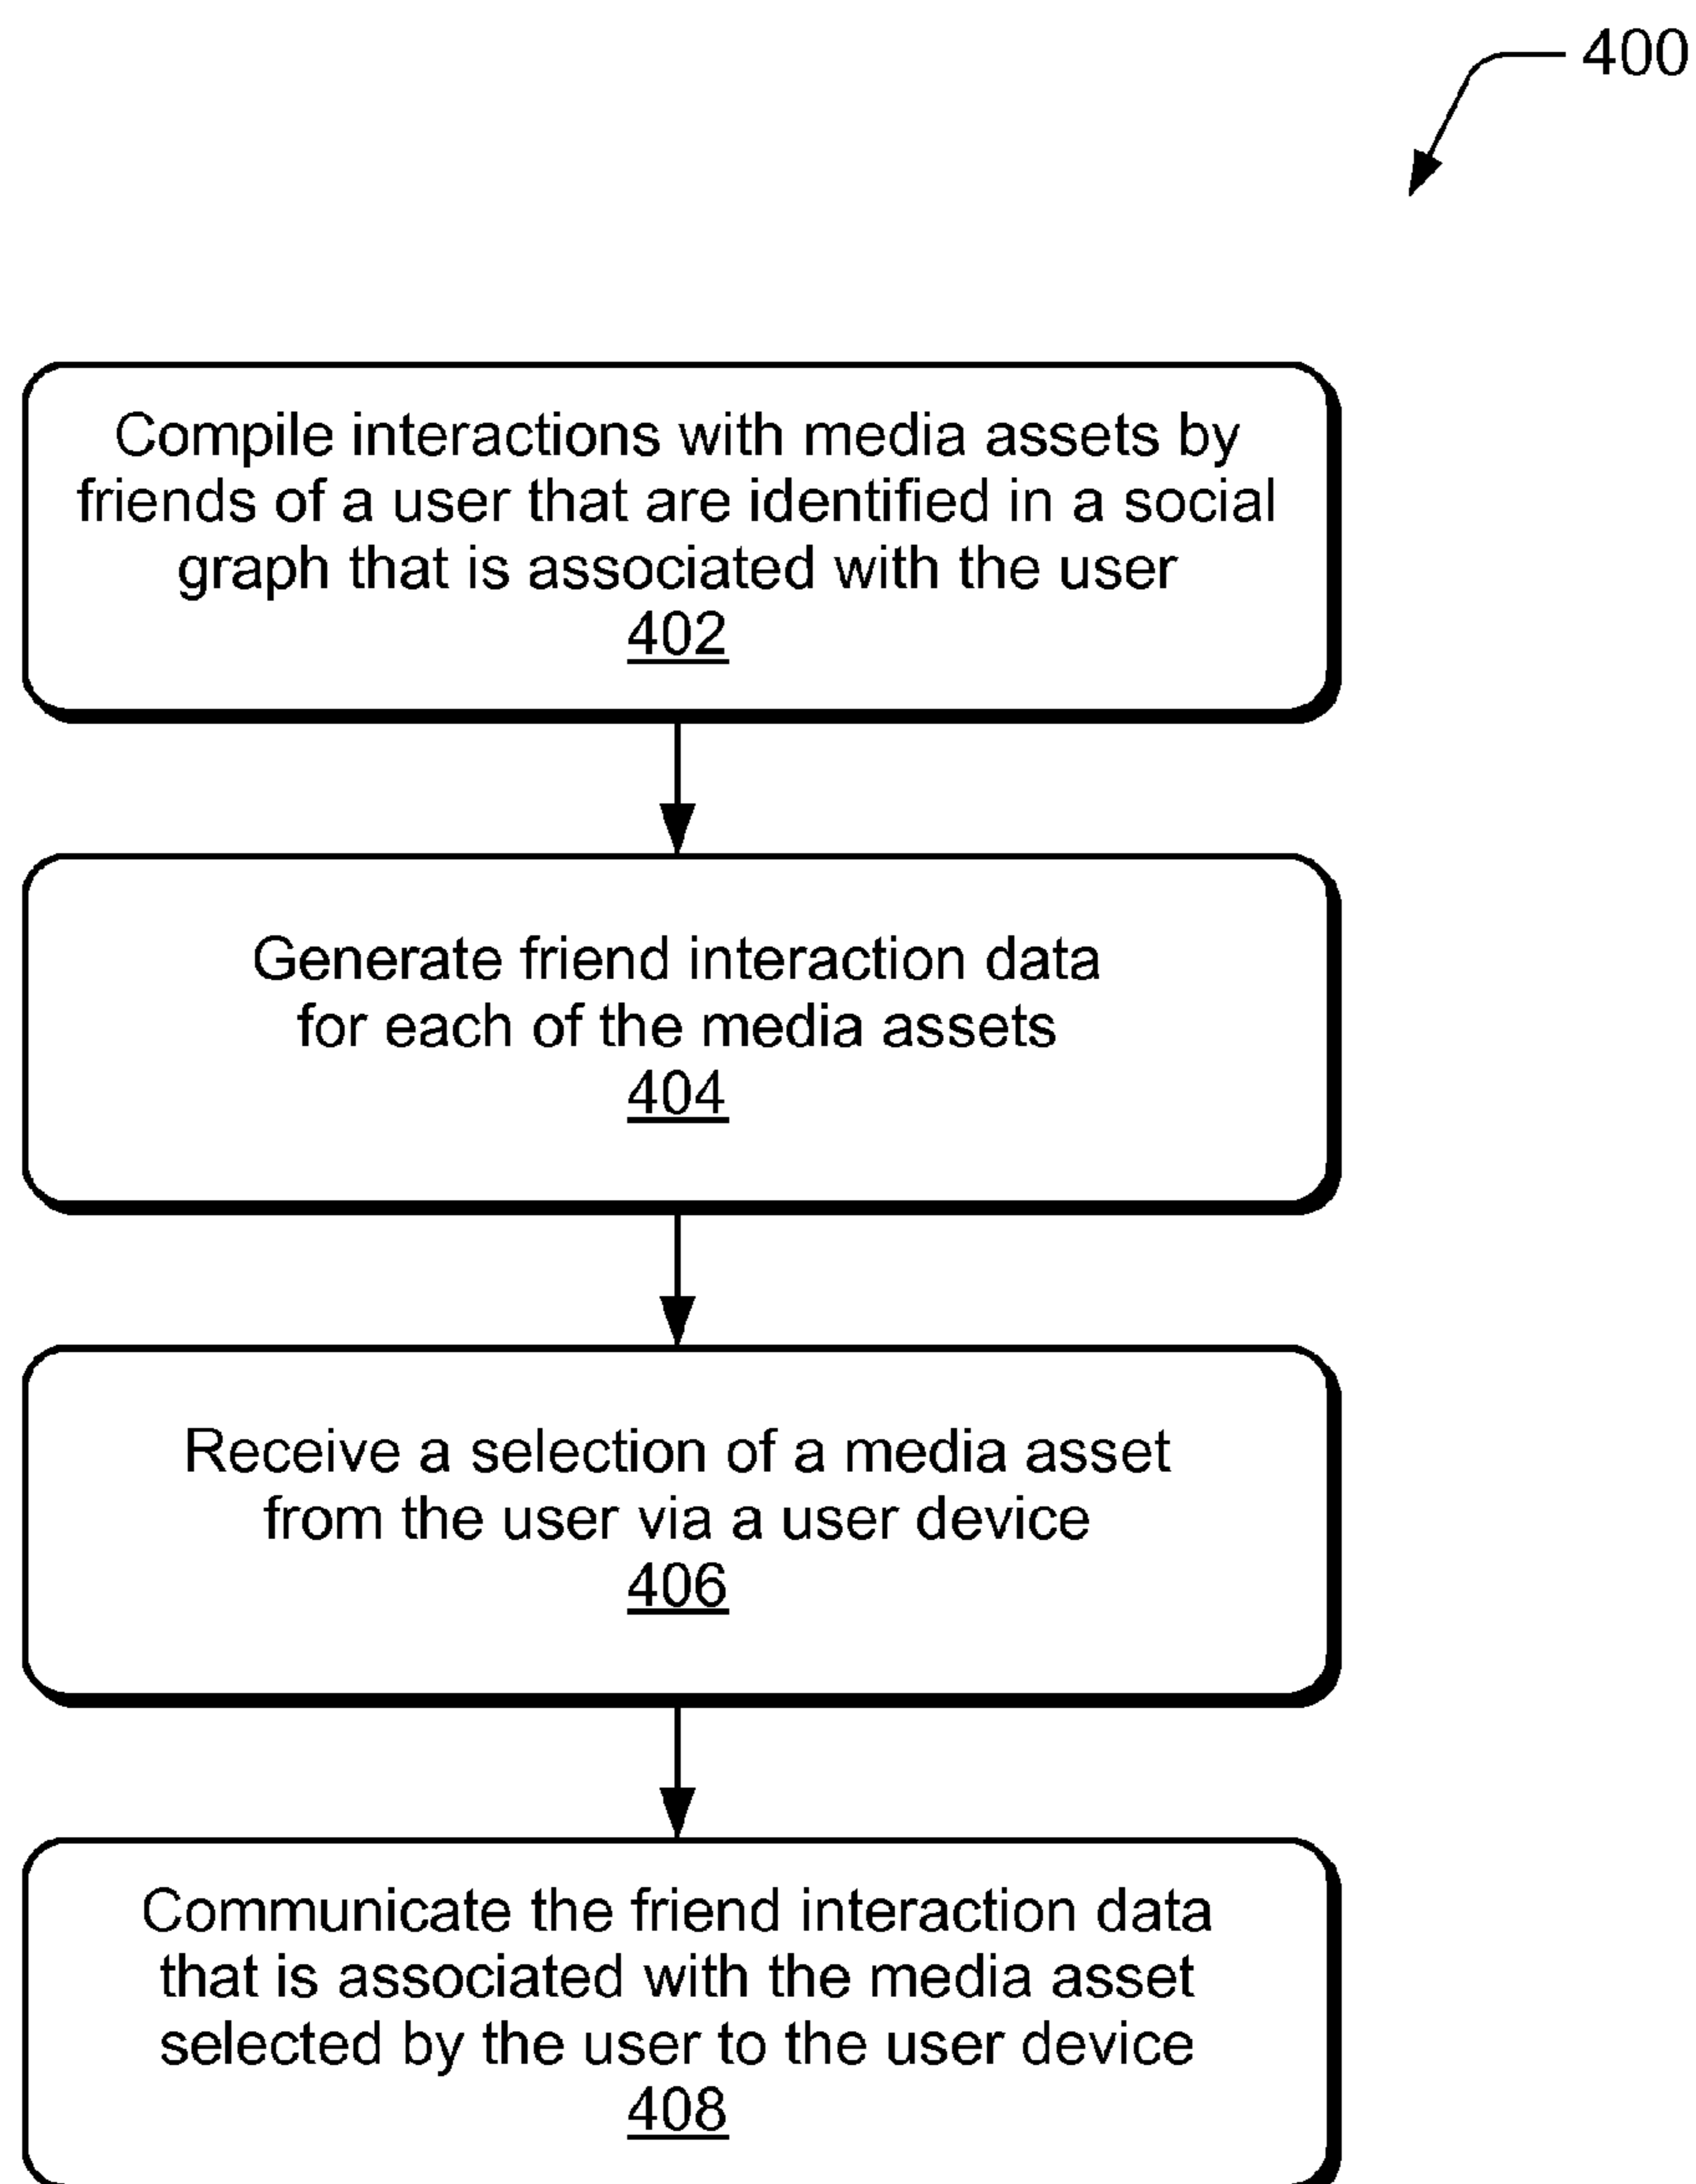 400
Compile interactions with media assets by
friends of a user that are identified in a social
graph that is associated with the user
402
Generate friend interaction data
for each of the media assets
404
Receive a selection of a media asset
from the user via a user device
406
Communicate the friend interaction data
that is associated with the media asset
selected by the user to the user device
408